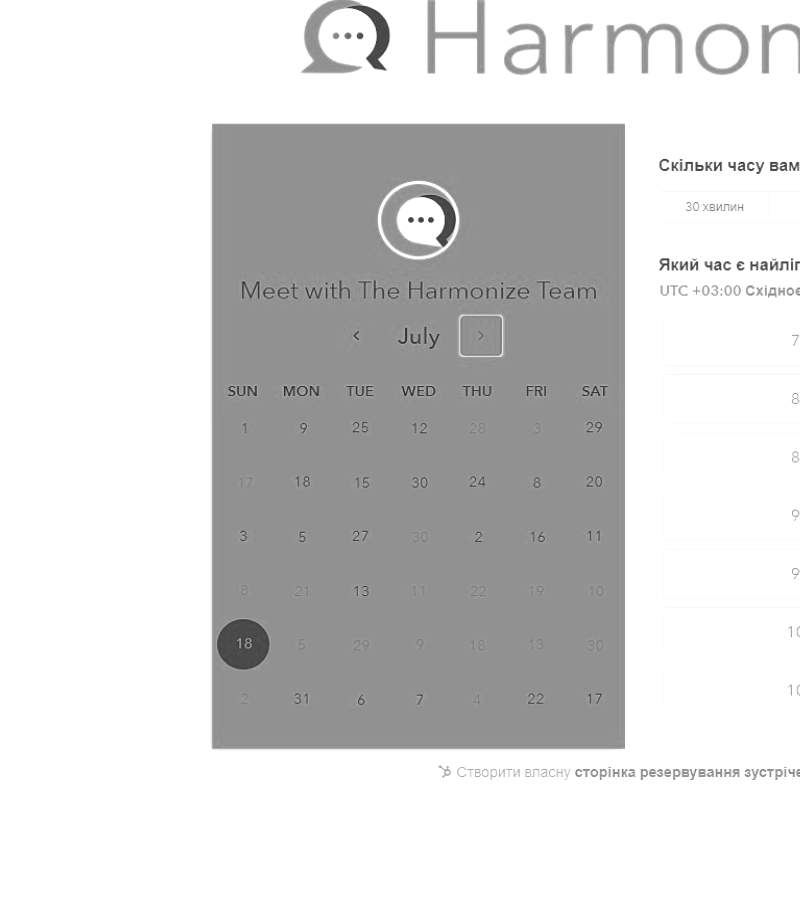 Harmon
Meet with The Harmonize Team
July
SUN MON TUE WED THU FRI SAT
1 9 25 12 28 3 29
17 18 15 30 24 8 20
3 5 27 30 2 16 11
8 21 13 11 22 19 10
18 5 29 9 18 13 30
2 31 6 7 4 22 17
Скільки часу вам
30 хвилин
Який час є найліп
UTC +03:00 Східноє
7
8
8
9
9
10
10
Створити власну сторінка резервування зустріче